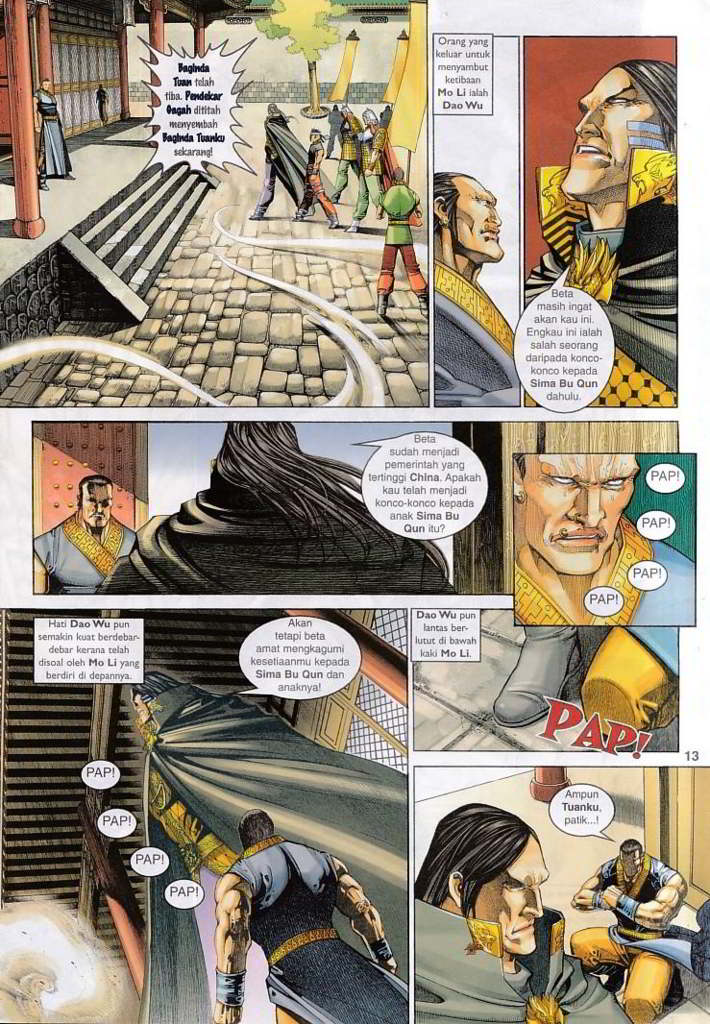 Baginda
Tuan telah
tiba. Pendekar
Gagah dititah
menyembah
Baginda Tuanku
sekarang!
Orang yang
keluar untuk
menyambut
ketibaan
Mo Li
Dao Wu
Beta
masih ingat
akan kau ini.
Engkau ini ialah
salah seorang
daripada konco-
konco kepada
Sima Bu Qun
dahulu.
Beta
sudah menjadi
pemerintah yang
tertinggi China. Apakah
kau telah menjadi
konco-konco kepada
anak Sima Bu
Qun itu?
PAP!
PAP!
PAP!
PAP!
Hati Dao Wu pun
semakin kuat berdebar-
debar kerana telah
disoal oleh Mo Li yang
berdiri di depannya.
Akan
tetapi beta
amat mengkagumi
kesetiaanmu kepada
Sima Bu Qun dan
anaknya!
PAP!
PAP!
PAP!
PAP!
Dao Wu pun
lantas ber-
lutut di bawah
kaki Mo Li.
PAP!
13
Ampun
Tuanku,
patik...!